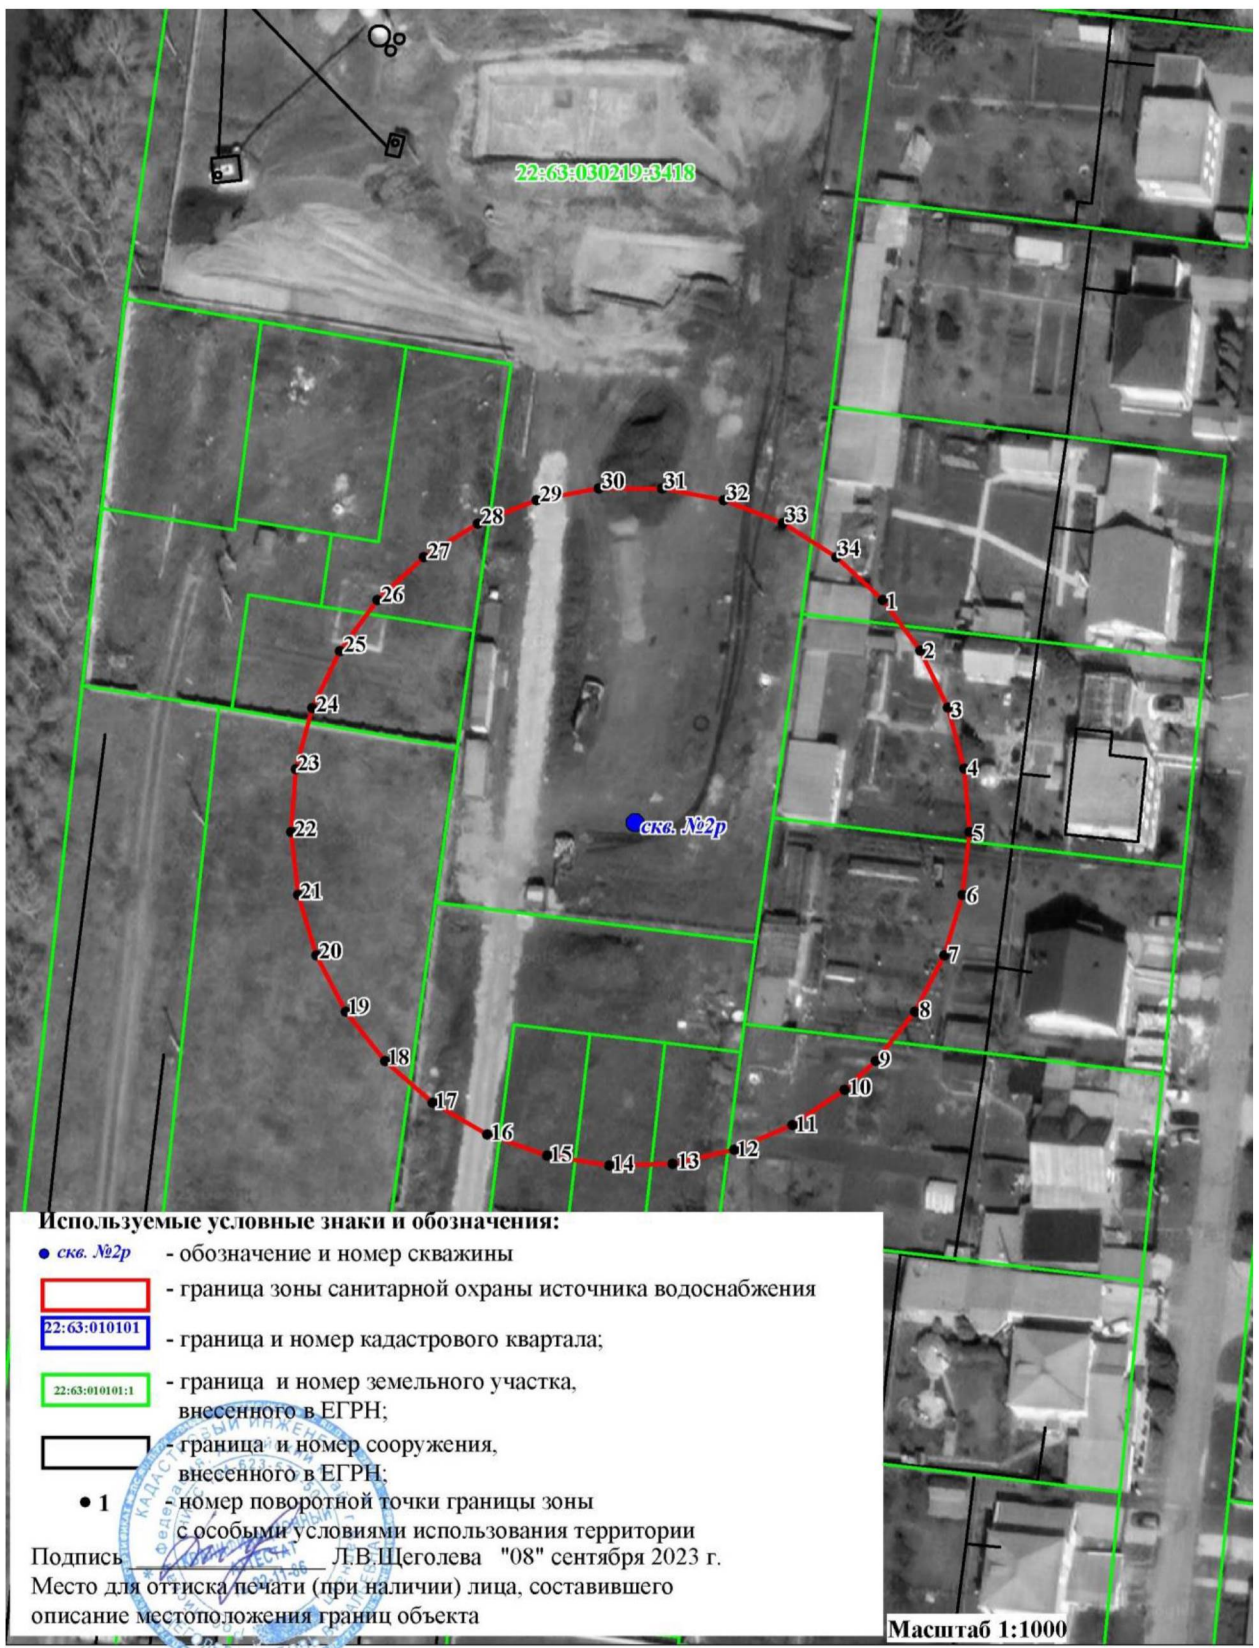 22:63:030219:3418
30
31
29
32
28
33
27
34
26
1
25
2
24
3
23
4
скв. №2р
22
5
21
6
20
7
19
8
18
9
17
10
16
11
15
14
13
12
Используемые условные знаки и обозначения:
скв. №2р - обозначение и номер скважины
- граница зоны санитарной охраны источника водоснабжения
22:63:010101 - граница и номер кадастрового квартала;
22:63:010101:1 - граница и номер земельного участка,
внесенного в ЕГРН;
- граница и номер сооружения,
внесенного в ЕГРН;
1 - номер поворотной точки границы зоны
с особыми условиями использования территории
Подпись Л.В.Щеголева "08" сентября 2023 г.
Место для оттиска печати (при наличии) лица, составившего
описание местоположения границ объекта
Масштаб 1:1000